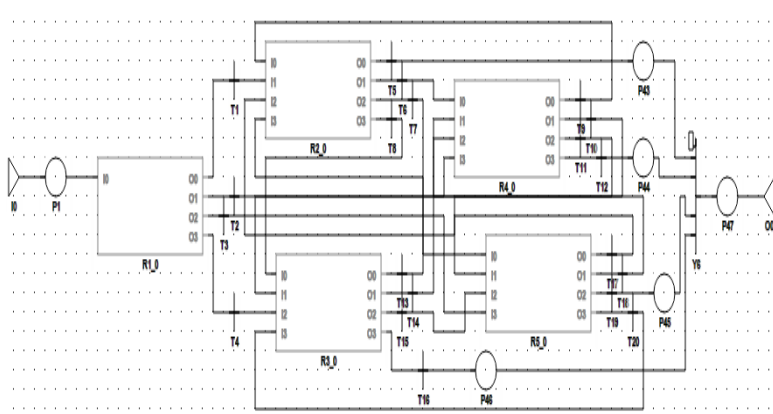 I0 O0
I1 O1
I2 O2
I3 O3
R2_0
T1
T5
T6
T7
T8
P43
I0 O0
I1 O1
I2 O2
I3 O3
R4_0
T9
T10
T11
T12
P44
I0
P1
I0 O0
O1
O2
O3
R1_0
T2
T3
T4
P47
O0
Y6
I0 O0
I1 O1
I2 O2
I3 O3
R3_0
T13
T14
T15
T16
P46
I0 O0
I1 O1
I2 O2
I3 O3
R5_0
T17
T18
T19
T20
P45